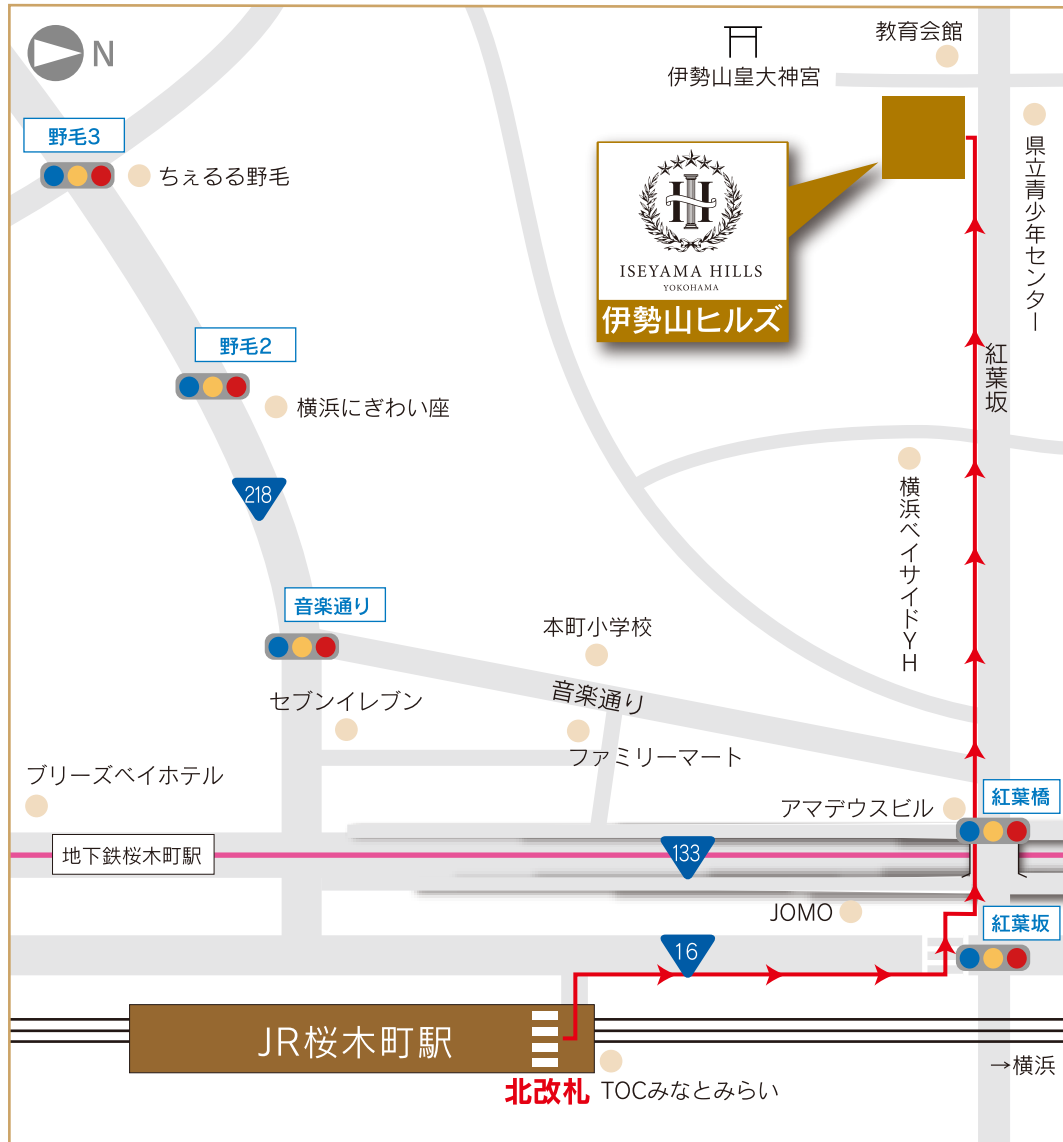 N
教育会館
伊勢山皇大神宮
野毛3
ちぇるる野毛
県立青少年センター
ISEYAMA HILLS
YOKOHAMA
伊勢山ヒルズ
野毛2
横浜にぎわい座
紅葉坂
横浜ベイサイドYH
218
音楽通り
本町小学校
音楽通り
セブンイレブン
ファミリーマート
ブリーズベイホテル
アマデウスビル
紅葉橋
地下鉄桜木町駅
133
JOMO
紅葉坂
16
JR桜木町駅
→横浜
北改札
TOCみなとみらい